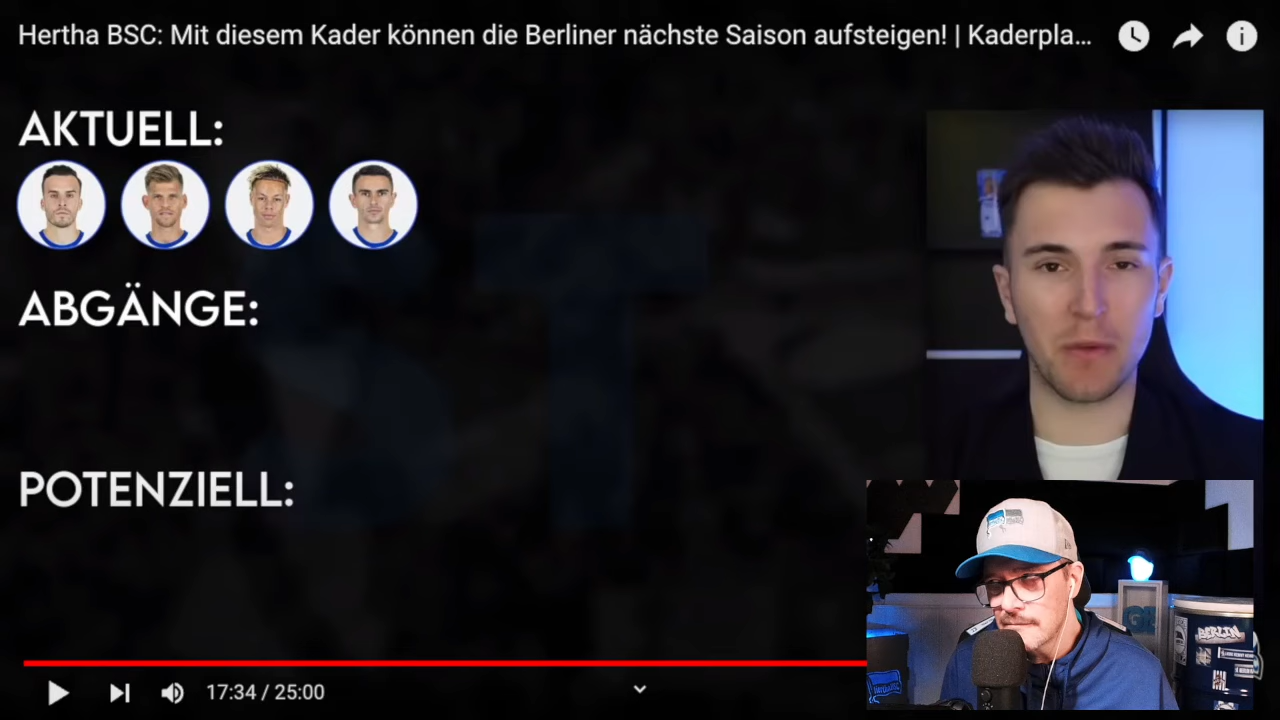 Hertha BSC: Mit diesem Kader können die Berliner nächste Saison aufsteigen! | Kaderpla...
AKTUELL:
ABGÄNGE:
POTENZIELL:
BERLIN
17:34 / 25:00